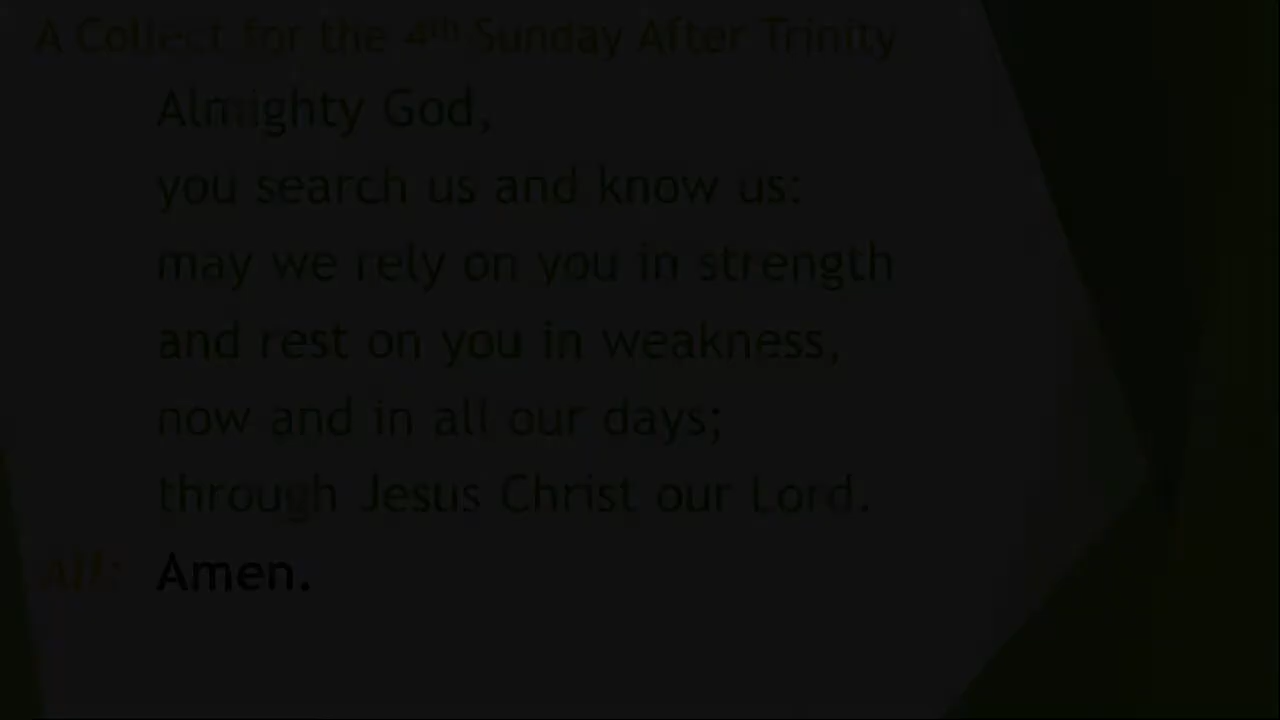 A Collect for the 4th Sunday After Trinity
Almighty God,
you search us and know us:
may we rely on you in strength
and rest on you in weakness,
now and in all our days;
through Jesus Christ our Lord.
All: Amen.